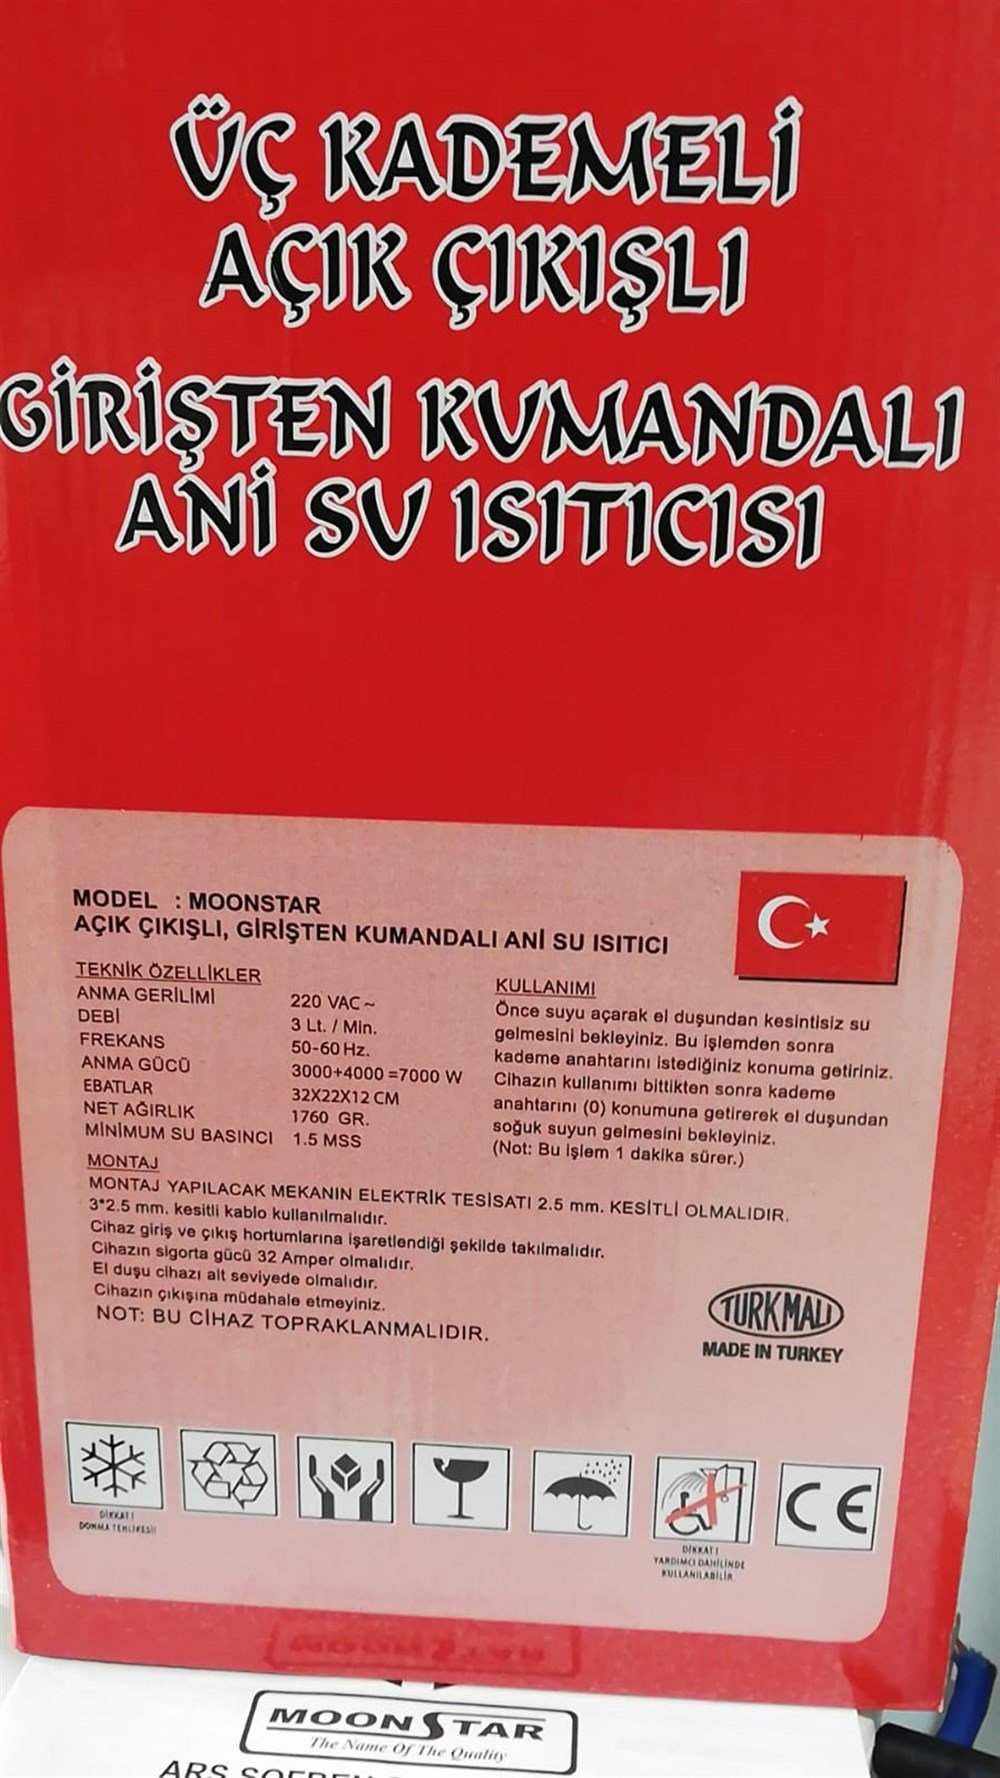 ÜÇ KADEMELİ
AÇIK ÇIKIŞLI
GİRİŞTEN KUMANDALI
ANİ SU ISITICISI
MODEL : MOONSTAR
AÇIK ÇIKIŞLI, GİRİŞTEN KUMANDALI ANİ SU ISITICI
TEKNİK ÖZELLİKLER
ANMA GERİLİMİ 220 VAC~
DEBİ 3 Lt. / Min.
FREKANS 50-60 Hz.
ANMA GÜCÜ 3000+4000 =7000 W
EBATLAR 32X22X12 CM
NET AĞIRLIK 1760 GR.
MİNİMUM SU BASINCI 1.5 MSS
KULLANIMI
Önce suyu açarak el duşundan kesintisiz su
gelmesini bekleyiniz. Bu işlemden sonra
kademe anahtarını istediğiniz konuma getiriniz.
Cihazın kullanımı bittikten sonra kademe
anahtarını (0) konumuna getirerek el duşundan
soğuk suyun gelmesini bekleyiniz.
(Not: Bu işlem 1 dakika sürer.)
MONTAJ
MONTAJ YAPILACAK MEKANIN ELEKTRİK TESİSATI 2.5 mm. KESİTLİ OLMALIDIR.
3*2.5 mm. kesitli kablo kullanılmalıdır.
Cihaz giriş ve çıkış hortumlarına işaretlendiği şekilde takılmalıdır.
Cihazın sigorta gücü 32 Amper olmalıdır.
El duşu cihazı alt seviyede olmalıdır.
Cihazın çıkışına müdahale etmeyiniz.
NOT: BU CİHAZ TOPRAKLANMALIDIR.
TÜRK MALI
MADE IN TURKEY
DİKKAT!
DONMA TEHLİKESİ!
DİKKAT!
YARDIMCI DAHİLİNDE
KULLANILABİLİR.
CE
MOONSTAR
The Name Of The Quality
ARS